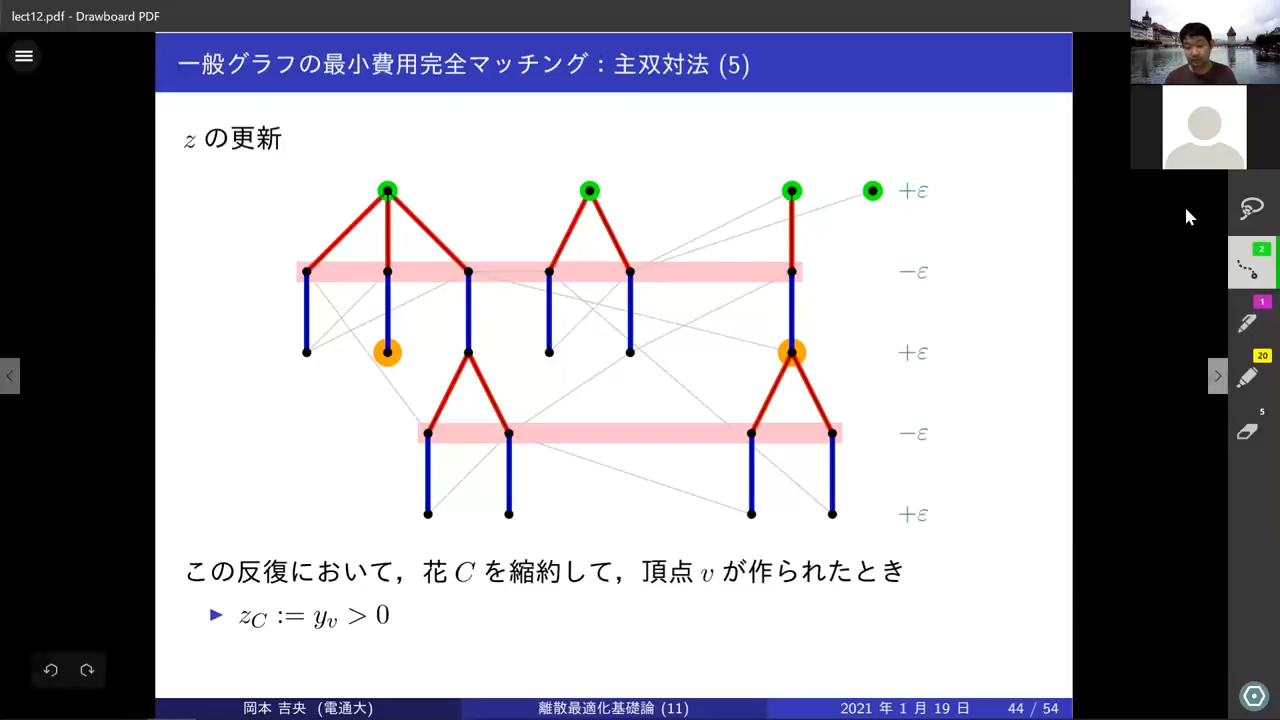 lect12.pdf - Drawboard PDF
一般グラフの最小費用完全マッチング：主双対法 (5)
z の更新
+ε
−ε
+ε
−ε
+ε
この反復において，花 C を縮約して，頂点 v が作られたとき
▶ z_C := y_v > 0
岡本 吉央 (電通大)
離散最適化基礎論 (11)
2021 年 1 月 19 日
44 / 54
2
1
20
5